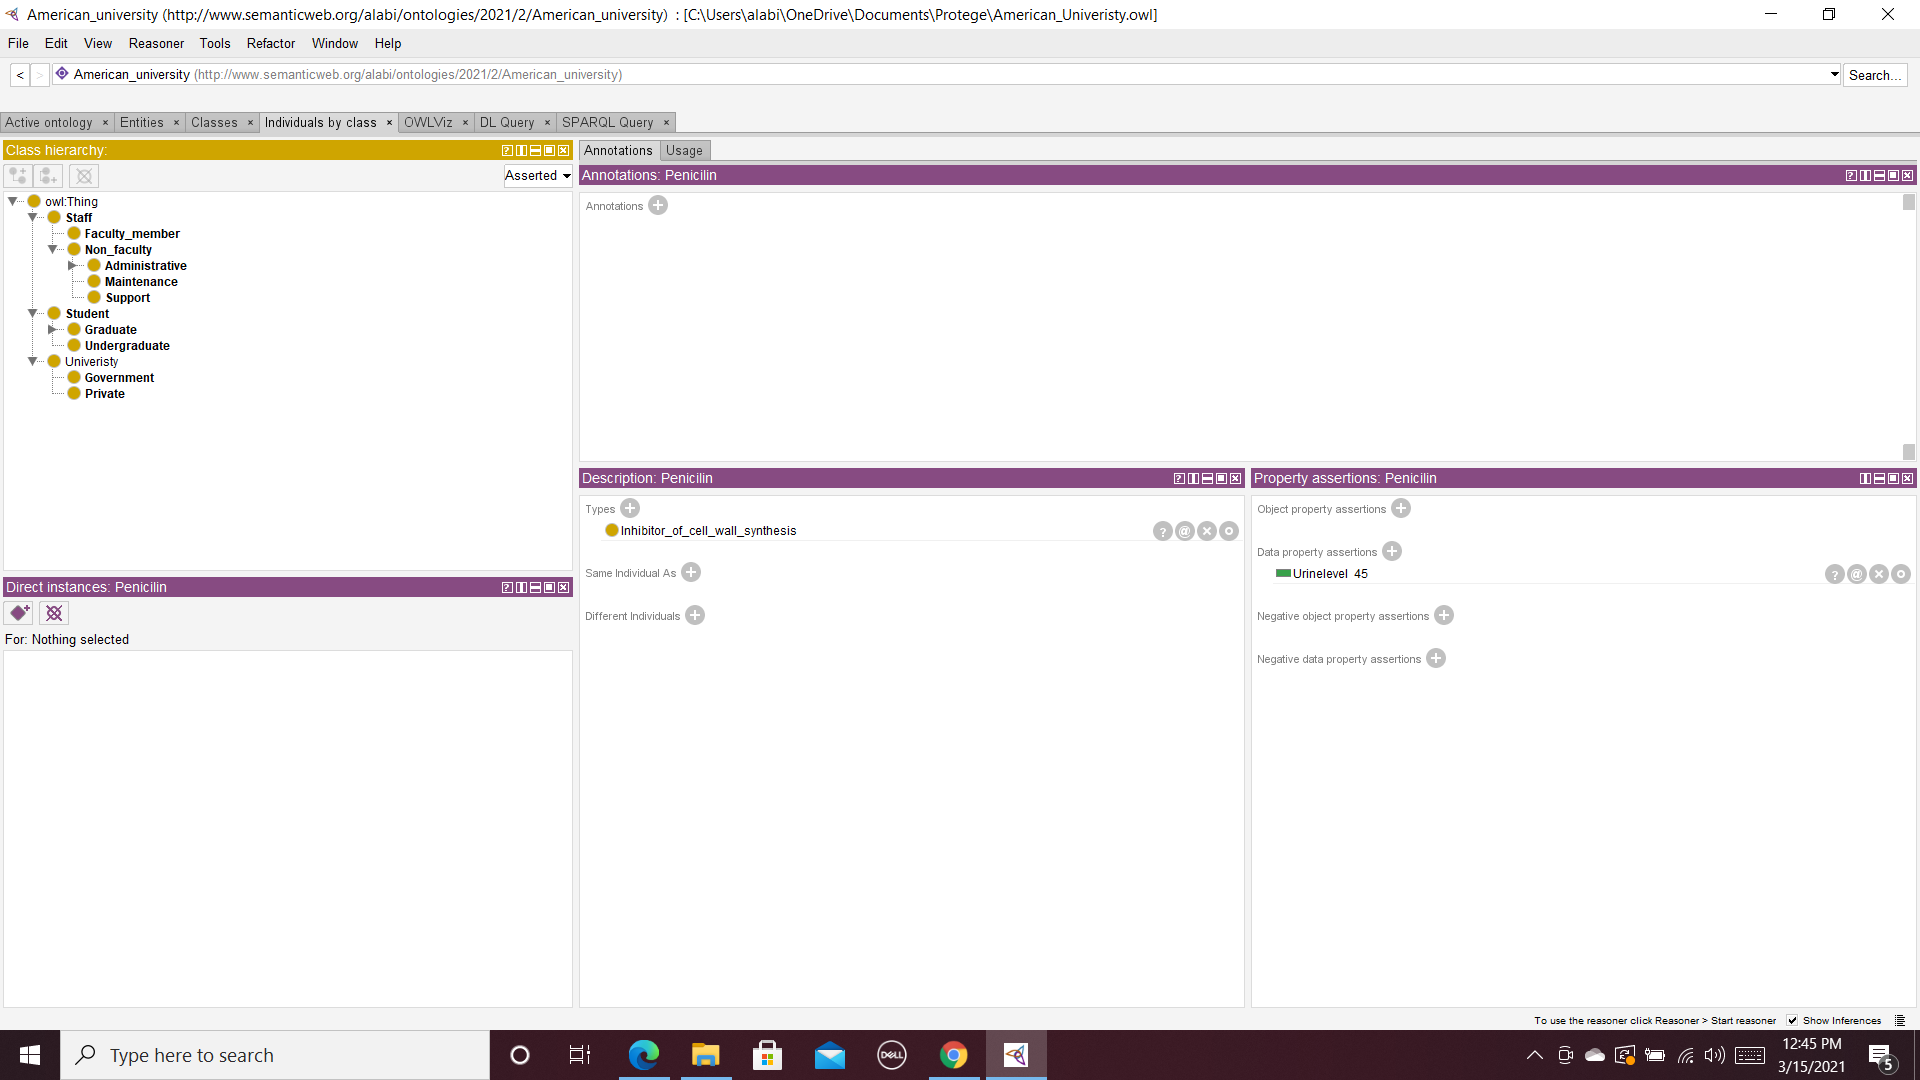 American_university (http://www.semanticweb.org/alabi/ontologies/2021/2/American_university) : [C:\Users\alabi\OneDrive\Documents\Protege\American_Univeristy.owl]
File Edit View Reasoner Tools Refactor Window Help
< > American_university (http://www.semanticweb.org/alabi/ontologies/2021/2/American_university) Search...
Active ontology × Entities × Classes × Individuals by class × OWLViz × DL Query × SPARQL Query ×
Class hierarchy:
Asserted
owl:Thing
Staff
Faculty_member
Non_faculty
Administrative
Maintenance
Support
Student
Graduate
Undergraduate
Univeristy
Government
Private
Direct instances: Penicilin
For: Nothing selected
Annotations Usage
Annotations: Penicilin
Annotations
Description: Penicilin
Types
Inhibitor_of_cell_wall_synthesis
Same Individual As
Different Individuals
Property assertions: Penicilin
Object property assertions
Data property assertions
Urinelevel 45
Negative object property assertions
Negative data property assertions
To use the reasoner click Reasoner > Start reasoner Show Inferences
Type here to search
DELL
12:45 PM
3/15/2021
5